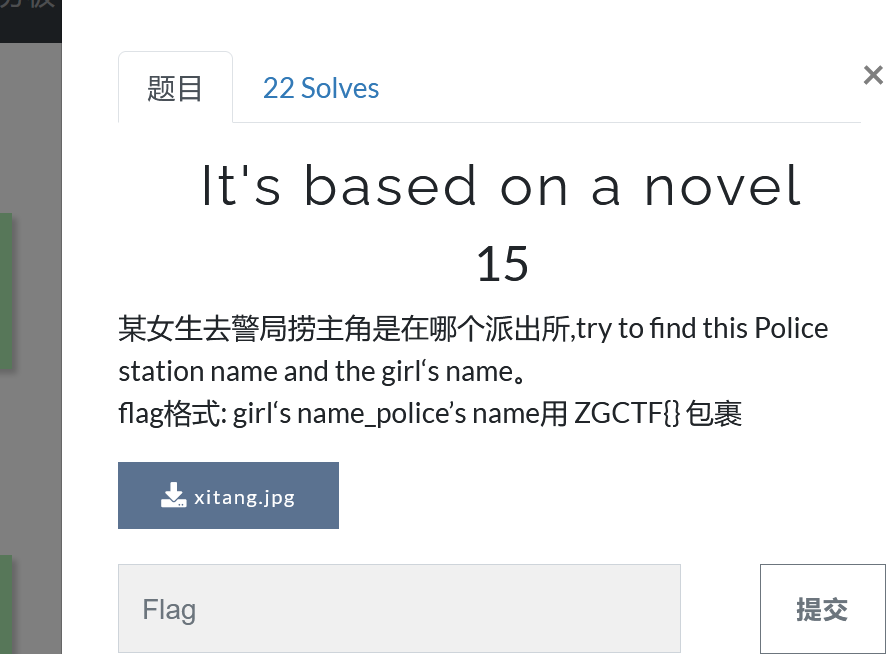 分板
题目
22 Solves
×
It's based on a novel
15
某女生去警局捞主角是在哪个派出所,try to find this Police
station name and the girl‘s name。
flag格式: girl‘s name_police’s name用 ZGCTF{} 包裹
xitang.jpg
Flag
提交